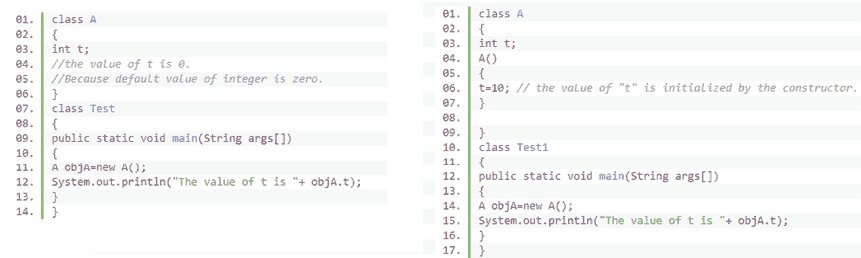 01. class A
02. {
03. int t;
04. //the value of t is 0.
05. //Because default value of integer is zero.
06. }
07. class Test
08. {
09. public static void main(String args[])
10. {
11. A objA=new A();
12. System.out.println("The value of t is "+ objA.t);
13. }
14. }
01. class A
02. {
03. int t;
04. A()
05. {
06. t=10; // the value of "t" is initialized by the constructor.
07. }
08.
09. }
10. class Test1
11. {
12. public static void main(String args[])
13. {
14. A objA=new A();
15. System.out.println("The value of t is "+ objA.t);
16. }
17. }